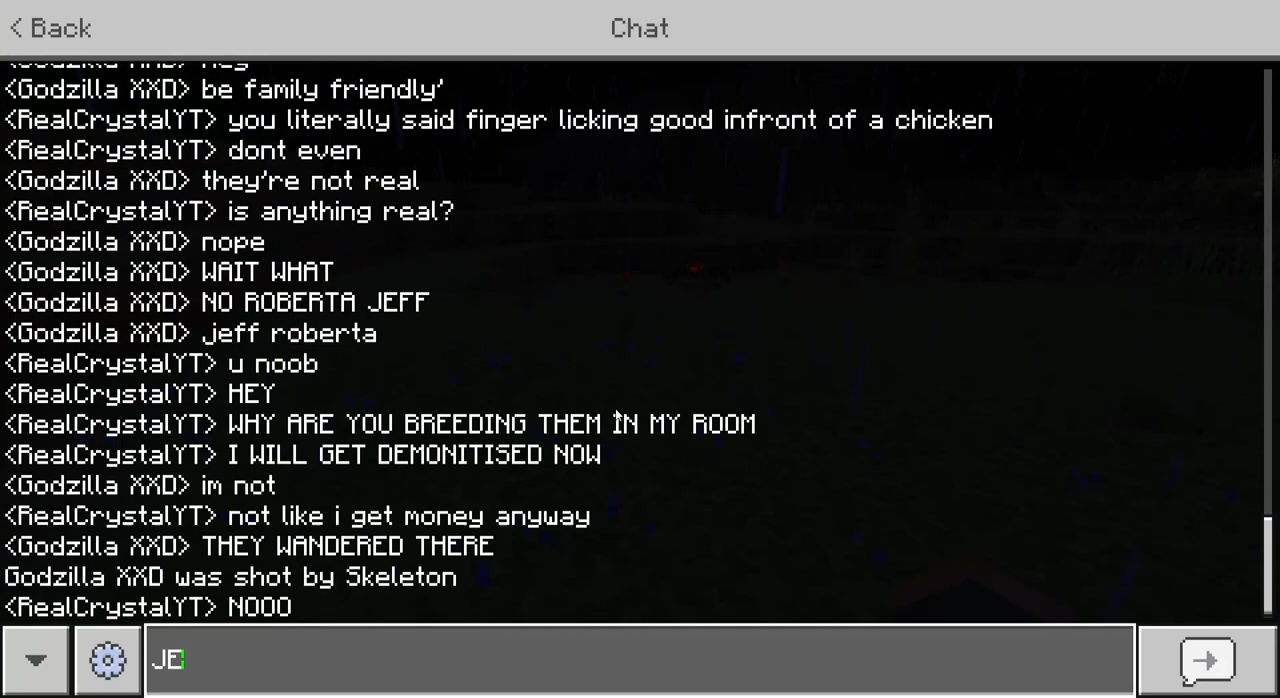 < Back
Chat
<Godzilla XXD> hey
<Godzilla XXD> be family friendly'
<RealCrystalYT> you literally said finger licking good infront of a chicken
<RealCrystalYT> dont even
<Godzilla XXD> they're not real
<RealCrystalYT> is anything real?
<Godzilla XXD> nope
<Godzilla XXD> WAIT WHAT
<Godzilla XXD> NO ROBERTA JEFF
<Godzilla XXD> jeff roberta
<RealCrystalYT> u noob
<RealCrystalYT> HEY
<RealCrystalYT> WHY ARE YOU BREEDING THEM IN MY ROOM
<RealCrystalYT> I WILL GET DEMONITISED NOW
<Godzilla XXD> im not
<RealCrystalYT> not like i get money anyway
<Godzilla XXD> THEY WANDERED THERE
Godzilla XXD was shot by Skeleton
<RealCrystalYT> NOOO
JE